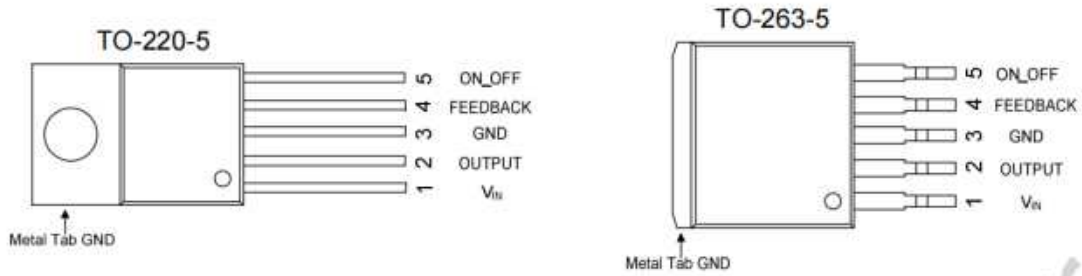 TO-220-5
5 ON_OFF
4 FEEDBACK
3 GND
2 OUTPUT
1 VIN
Metal Tab GND
TO-263-5
5 ON_OFF
4 FEEDBACK
3 GND
2 OUTPUT
1 VIN
Metal Tab GND